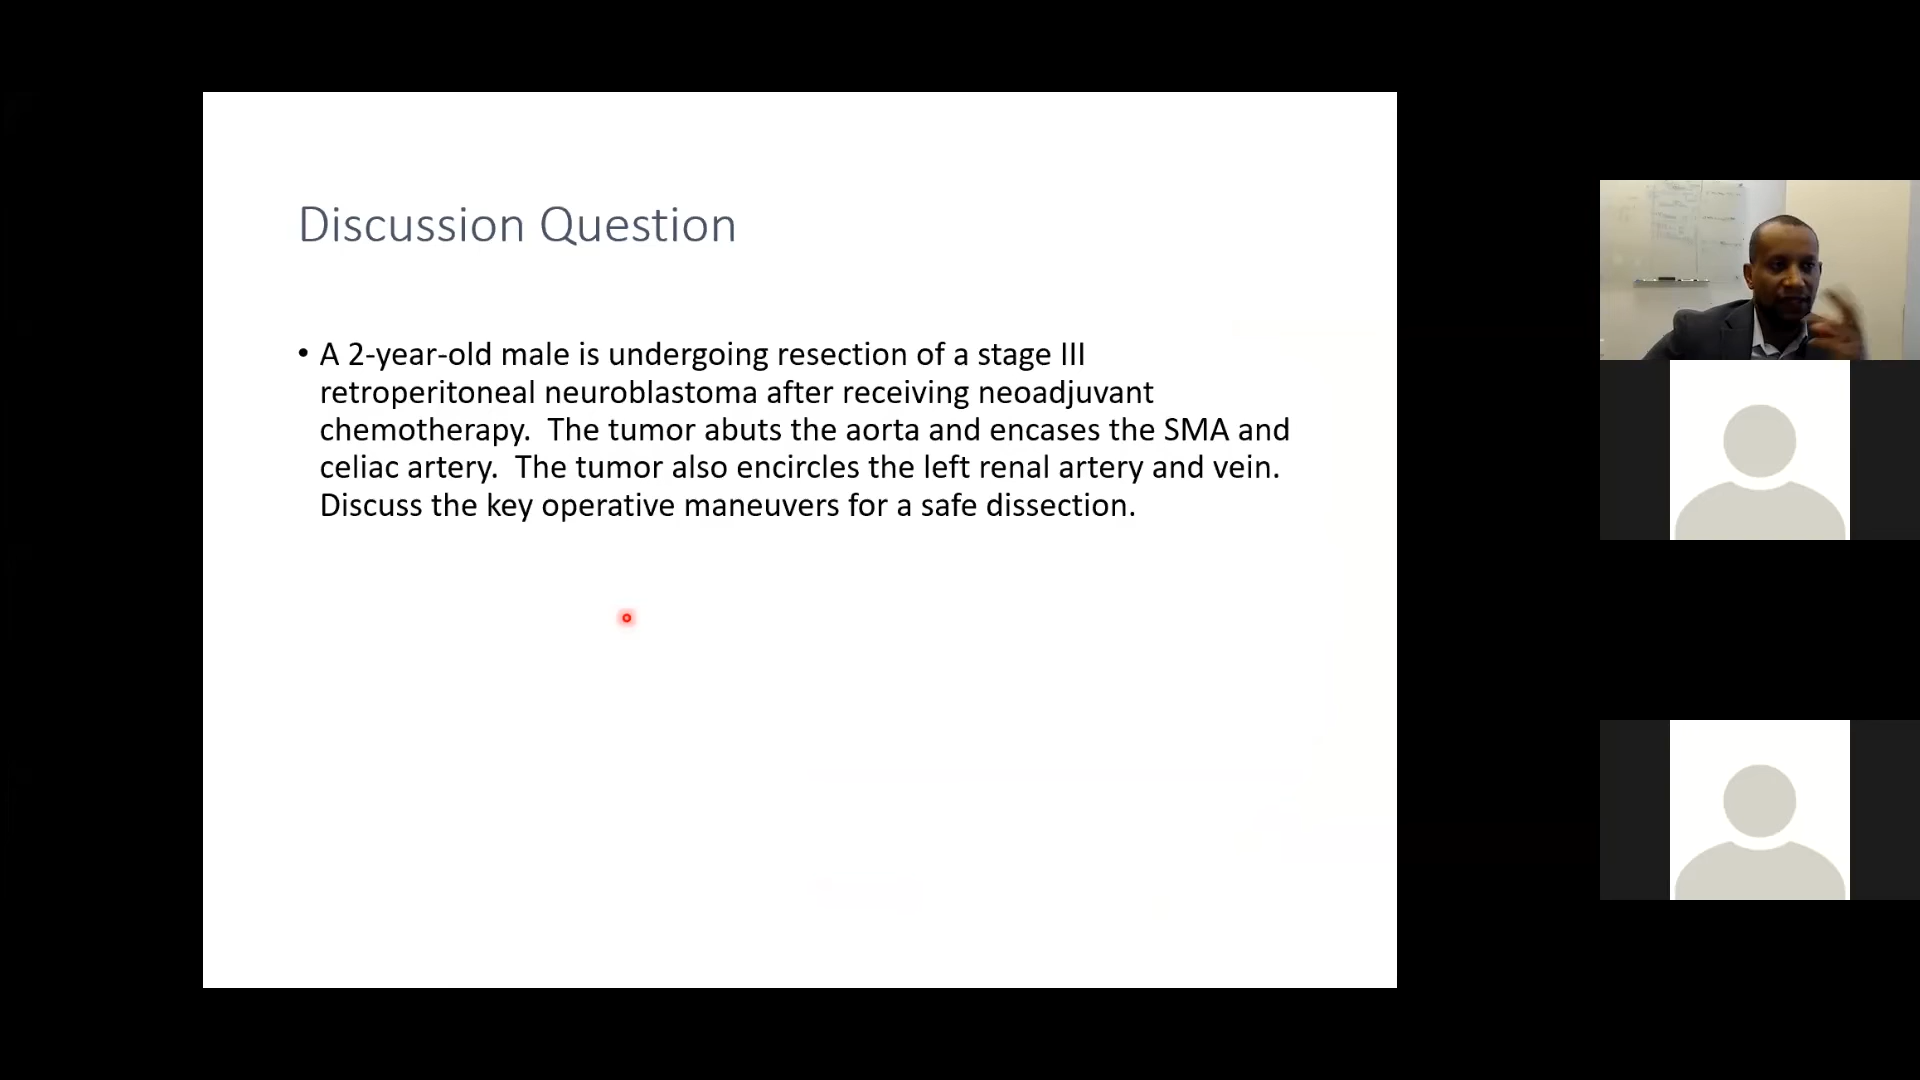 Discussion Question
• A 2-year-old male is undergoing resection of a stage III
retroperitoneal neuroblastoma after receiving neoadjuvant
chemotherapy.  The tumor abuts the aorta and encases the SMA and
celiac artery.  The tumor also encircles the left renal artery and vein.
Discuss the key operative maneuvers for a safe dissection.